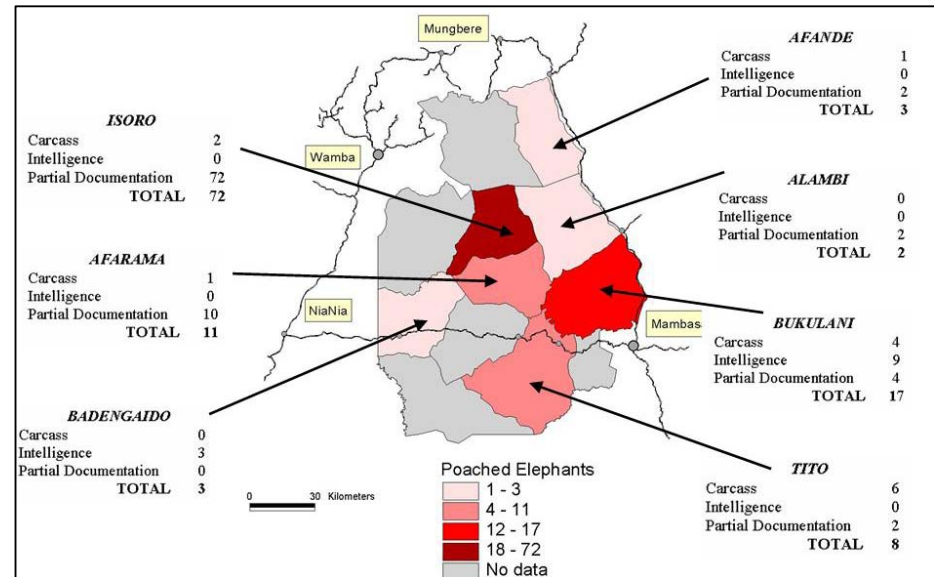 Mungbere
AFANDE
Carcass 1
Intelligence 0
Partial Documentation 2
TOTAL 3
ISORO
Carcass 2
Intelligence 0
Partial Documentation 72
TOTAL 72
Wamba
ALAMBI
Carcass 0
Intelligence 0
Partial Documentation 2
TOTAL 2
AFARAMA
Carcass 1
Intelligence 0
Partial Documentation 10
TOTAL 11
NiaNia
Mambas
BUKULANI
Carcass 4
Intelligence 9
Partial Documentation 4
TOTAL 17
BADENGAIDO
Carcass 0
Intelligence 3
Partial Documentation 0
TOTAL 3
TITO
Carcass 6
Intelligence 0
Partial Documentation 2
TOTAL 8
0 30 Kilometers
Poached Elephants
1 - 3
4 - 11
12 - 17
18 - 72
No data